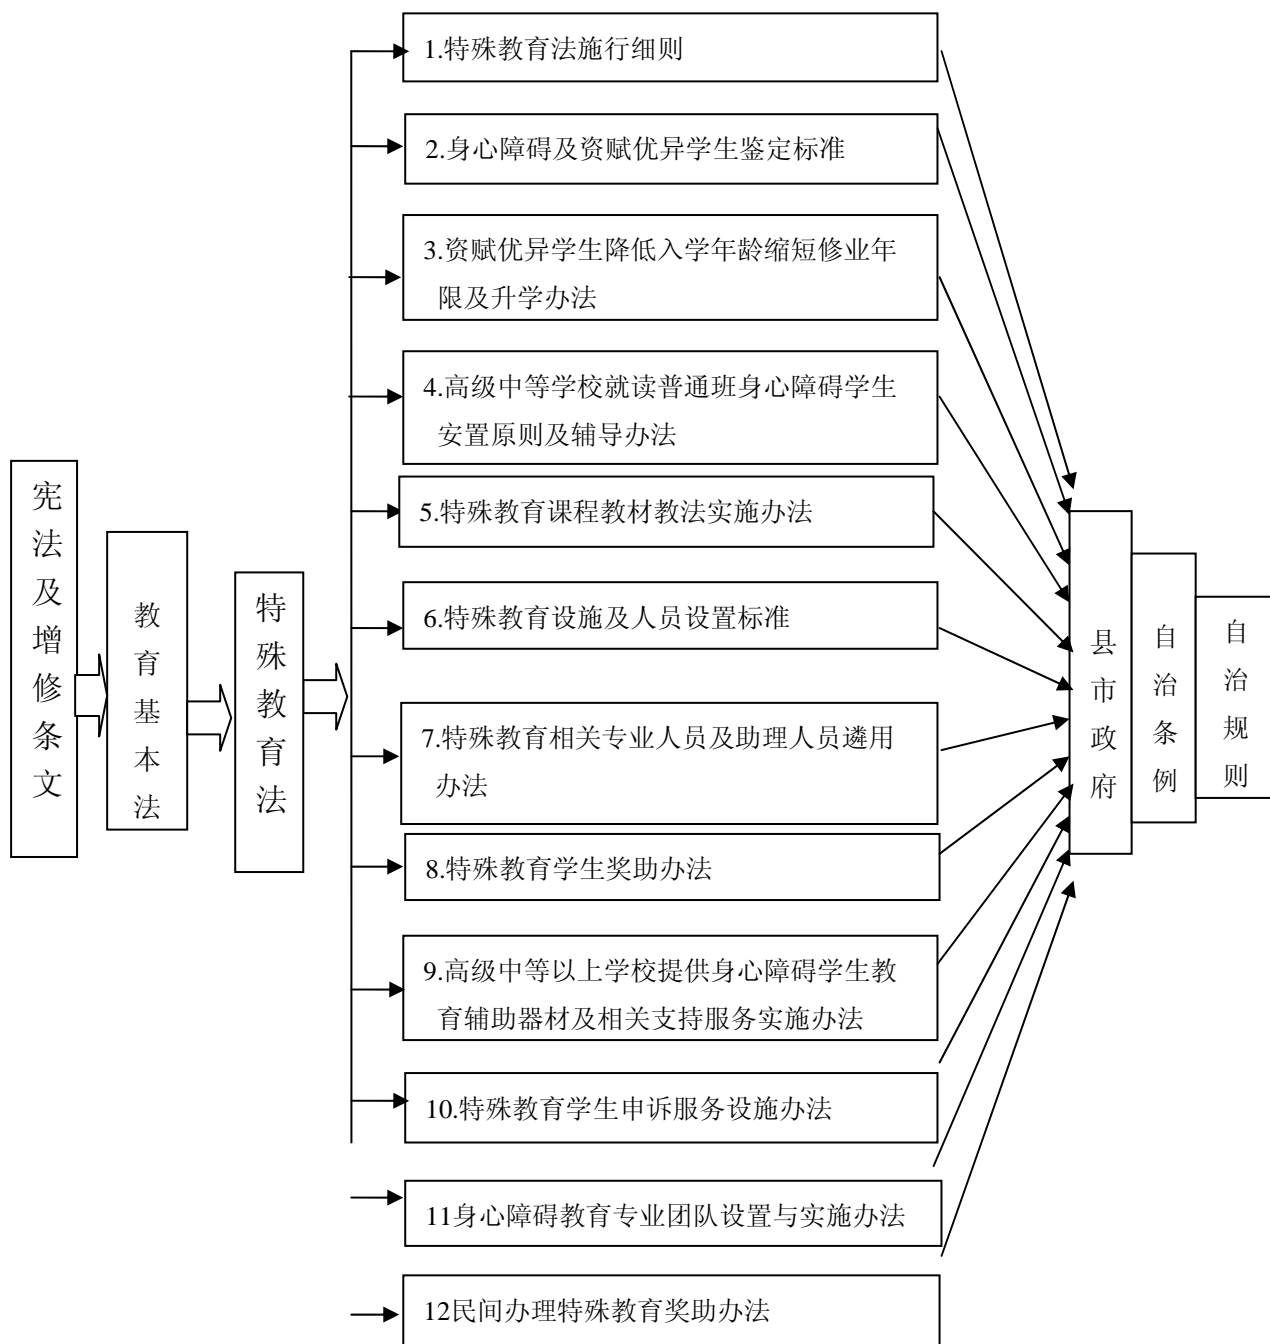 宪法及增修条文
教育基本法
特殊教育法
1.特殊教育法施行细则
2.身心障碍及资赋优异学生鉴定标准
3.资赋优异学生降低入学年龄缩短修业年
限及升学办法
4.高级中等学校就读普通班身心障碍学生
安置原则及辅导办法
5.特殊教育课程教材教法实施办法
6.特殊教育设施及人员设置标准
7.特殊教育相关专业人员及助理人员遴用
办法
8.特殊教育学生奖助办法
9.高级中等以上学校提供身心障碍学生教
育辅助器材及相关支持服务实施办法
10.特殊教育学生申诉服务设施办法
11身心障碍教育专业团队设置与实施办法
12民间办理特殊教育奖助办法
县市政府
自治条例
自治规则